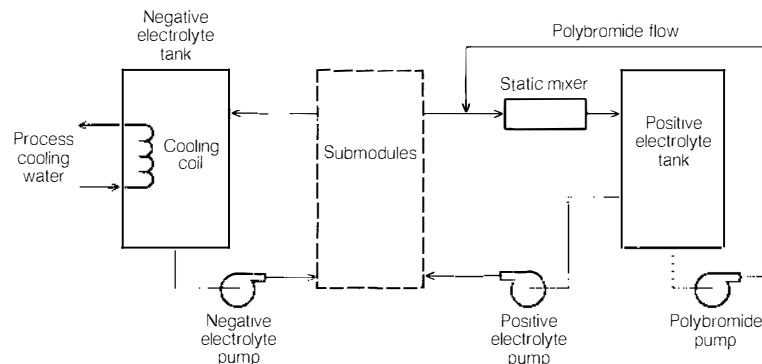 Negative
electrolyte
tank
Polybromide flow
Static mixer
Process
cooling
water
Cooling
coil
Submodules
Positive
electrolyte
tank
Negative
electrolyte
pump
Positive
electrolyte
pump
Polybromide
pump